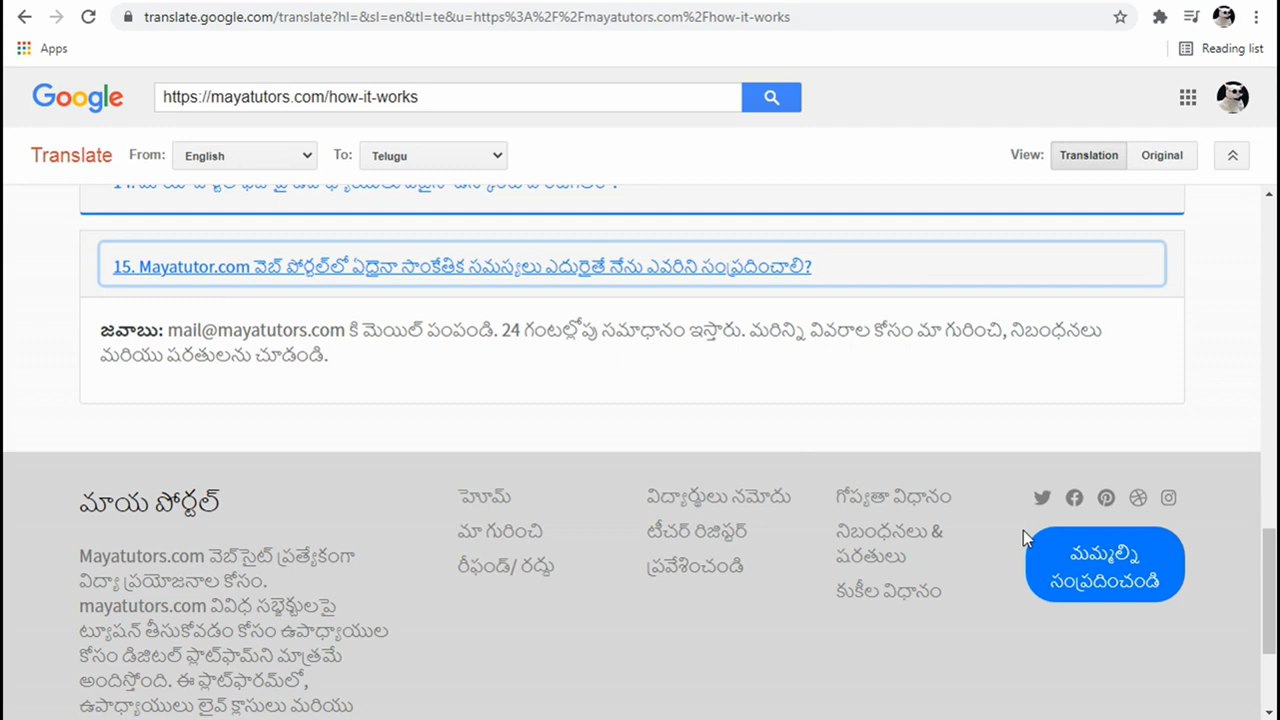 translate.google.com/translate?hl=&sl=en&tl=te&u=https%3A%2F%2Fmayatutors.com%2Fhow-it-works
Apps
Reading list
Google
https://mayatutors.com/how-it-works
Translate
From:
English
To:
Telugu
View:
Translation
Original
15. Mayatutor.com వెబ్ పోర్టల్‌లో ఏదైనా సాంకేతిక సమస్యలు ఎదురైతే నేను ఎవరిని సంప్రదించాలి?
జవాబు: mail@mayatutors.com కి మెయిల్ పంపండి. 24 గంటల్లోపు సమాధానం ఇస్తారు. మరిన్ని వివరాల కోసం మా గురించి, నిబంధనలు
మరియు షరతులను చూడండి.
మాయ పోర్టల్
Mayatutors.com వెబ్‌సైట్ ప్రత్యేకంగా
విద్యా ప్రయోజనాల కోసం.
mayatutors.com వివిధ సబ్జెక్టులపై
ట్యూషన్ తీసుకోవడం కోసం ఉపాధ్యాయుల
కోసం డిజిటల్ ప్లాట్‌ఫామ్‌ని మాత్రమే
అందిస్తోంది. ఈ ప్లాట్‌ఫారమ్‌లో,
ఉపాధ్యాయులు లైవ్ క్లాసులు మరియు
హొమ్
మా గురించి
రీఫండ్/ రద్దు
విద్యార్థులు నమోదు
టీచర్ రిజిస్టర్
ప్రవేశించండి
గోప్యతా విధానం
నిబంధనలు &
షరతులు
కుకీల విధానం
మమ్మల్ని
సంప్రదించండి